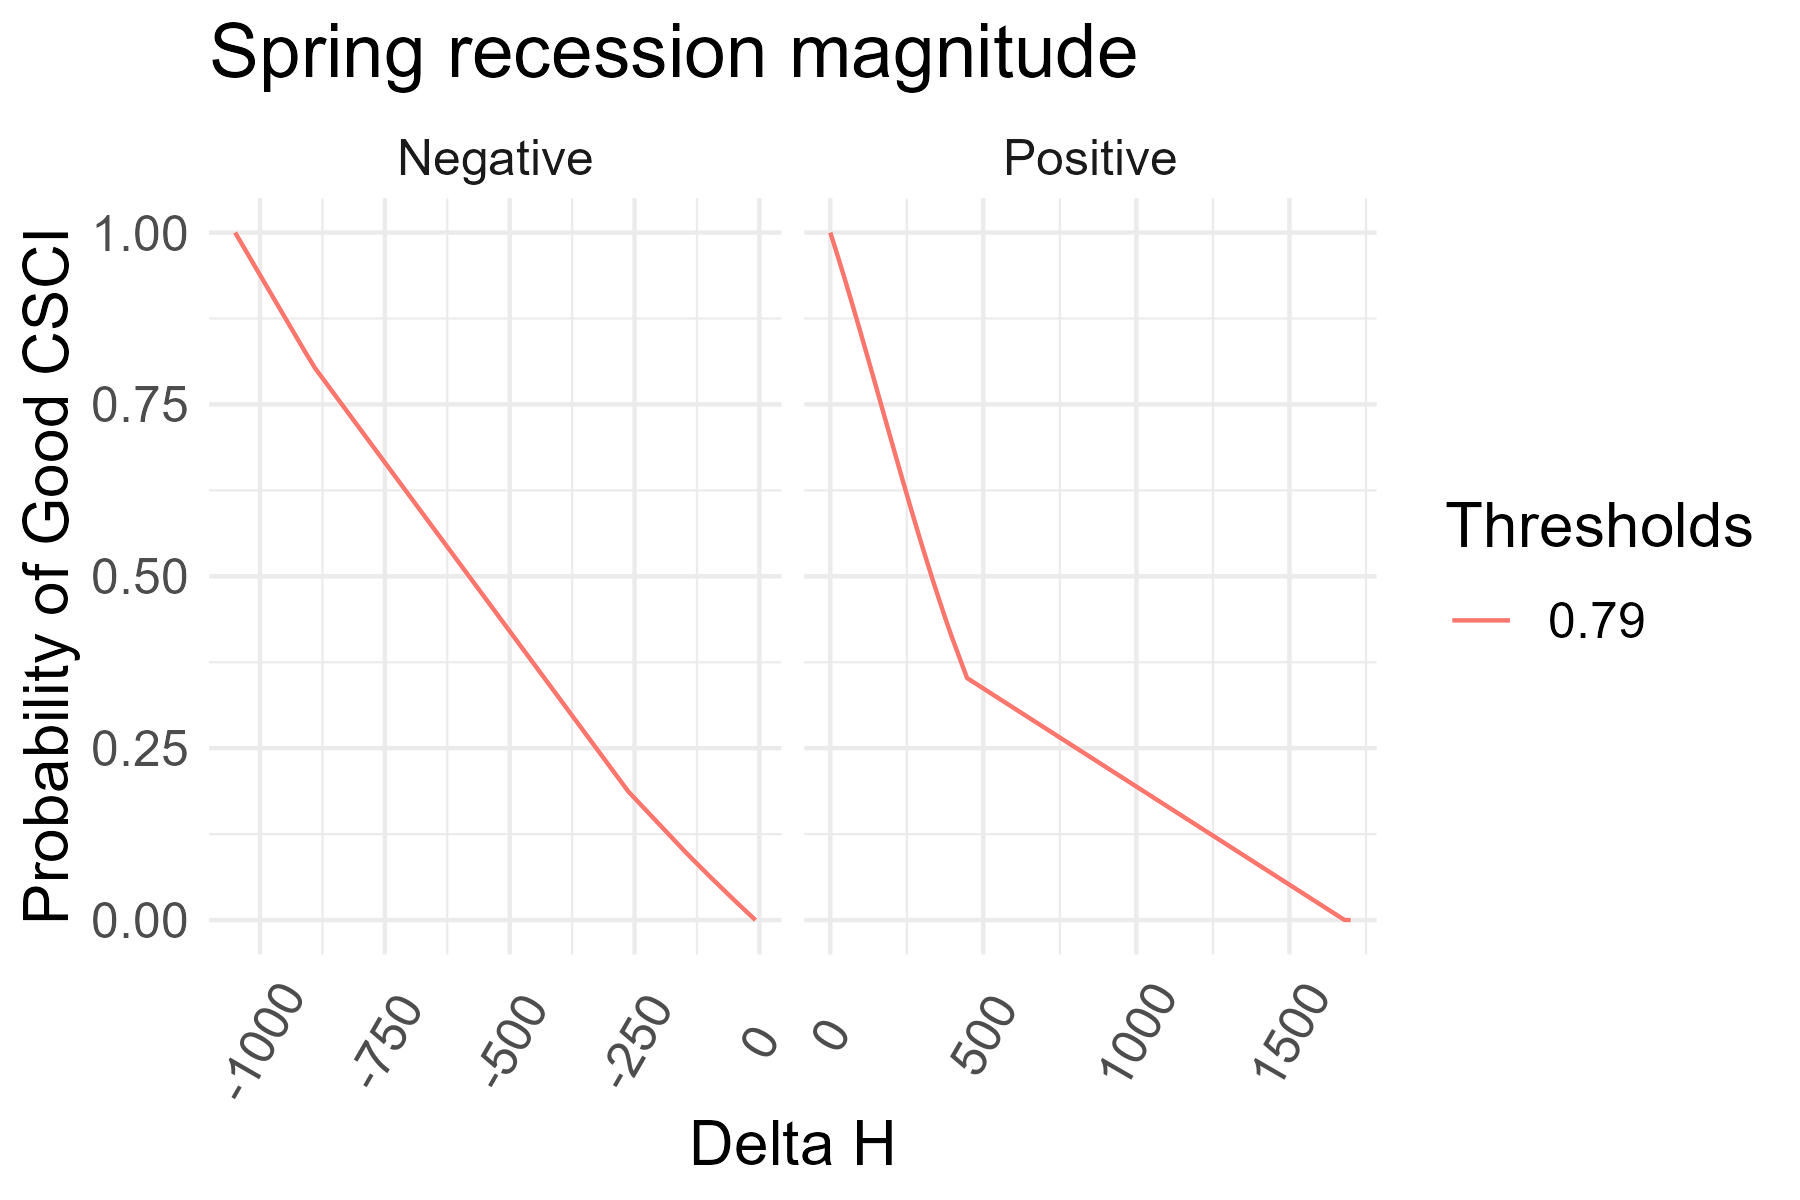 Spring recession magnitude
Negative
Positive
Probability of Good CSCI
1.00
0.75
0.50
0.25
0.00
-1000
-750
-500
-250
0
0
500
1000
1500
Delta H
Thresholds
0.79